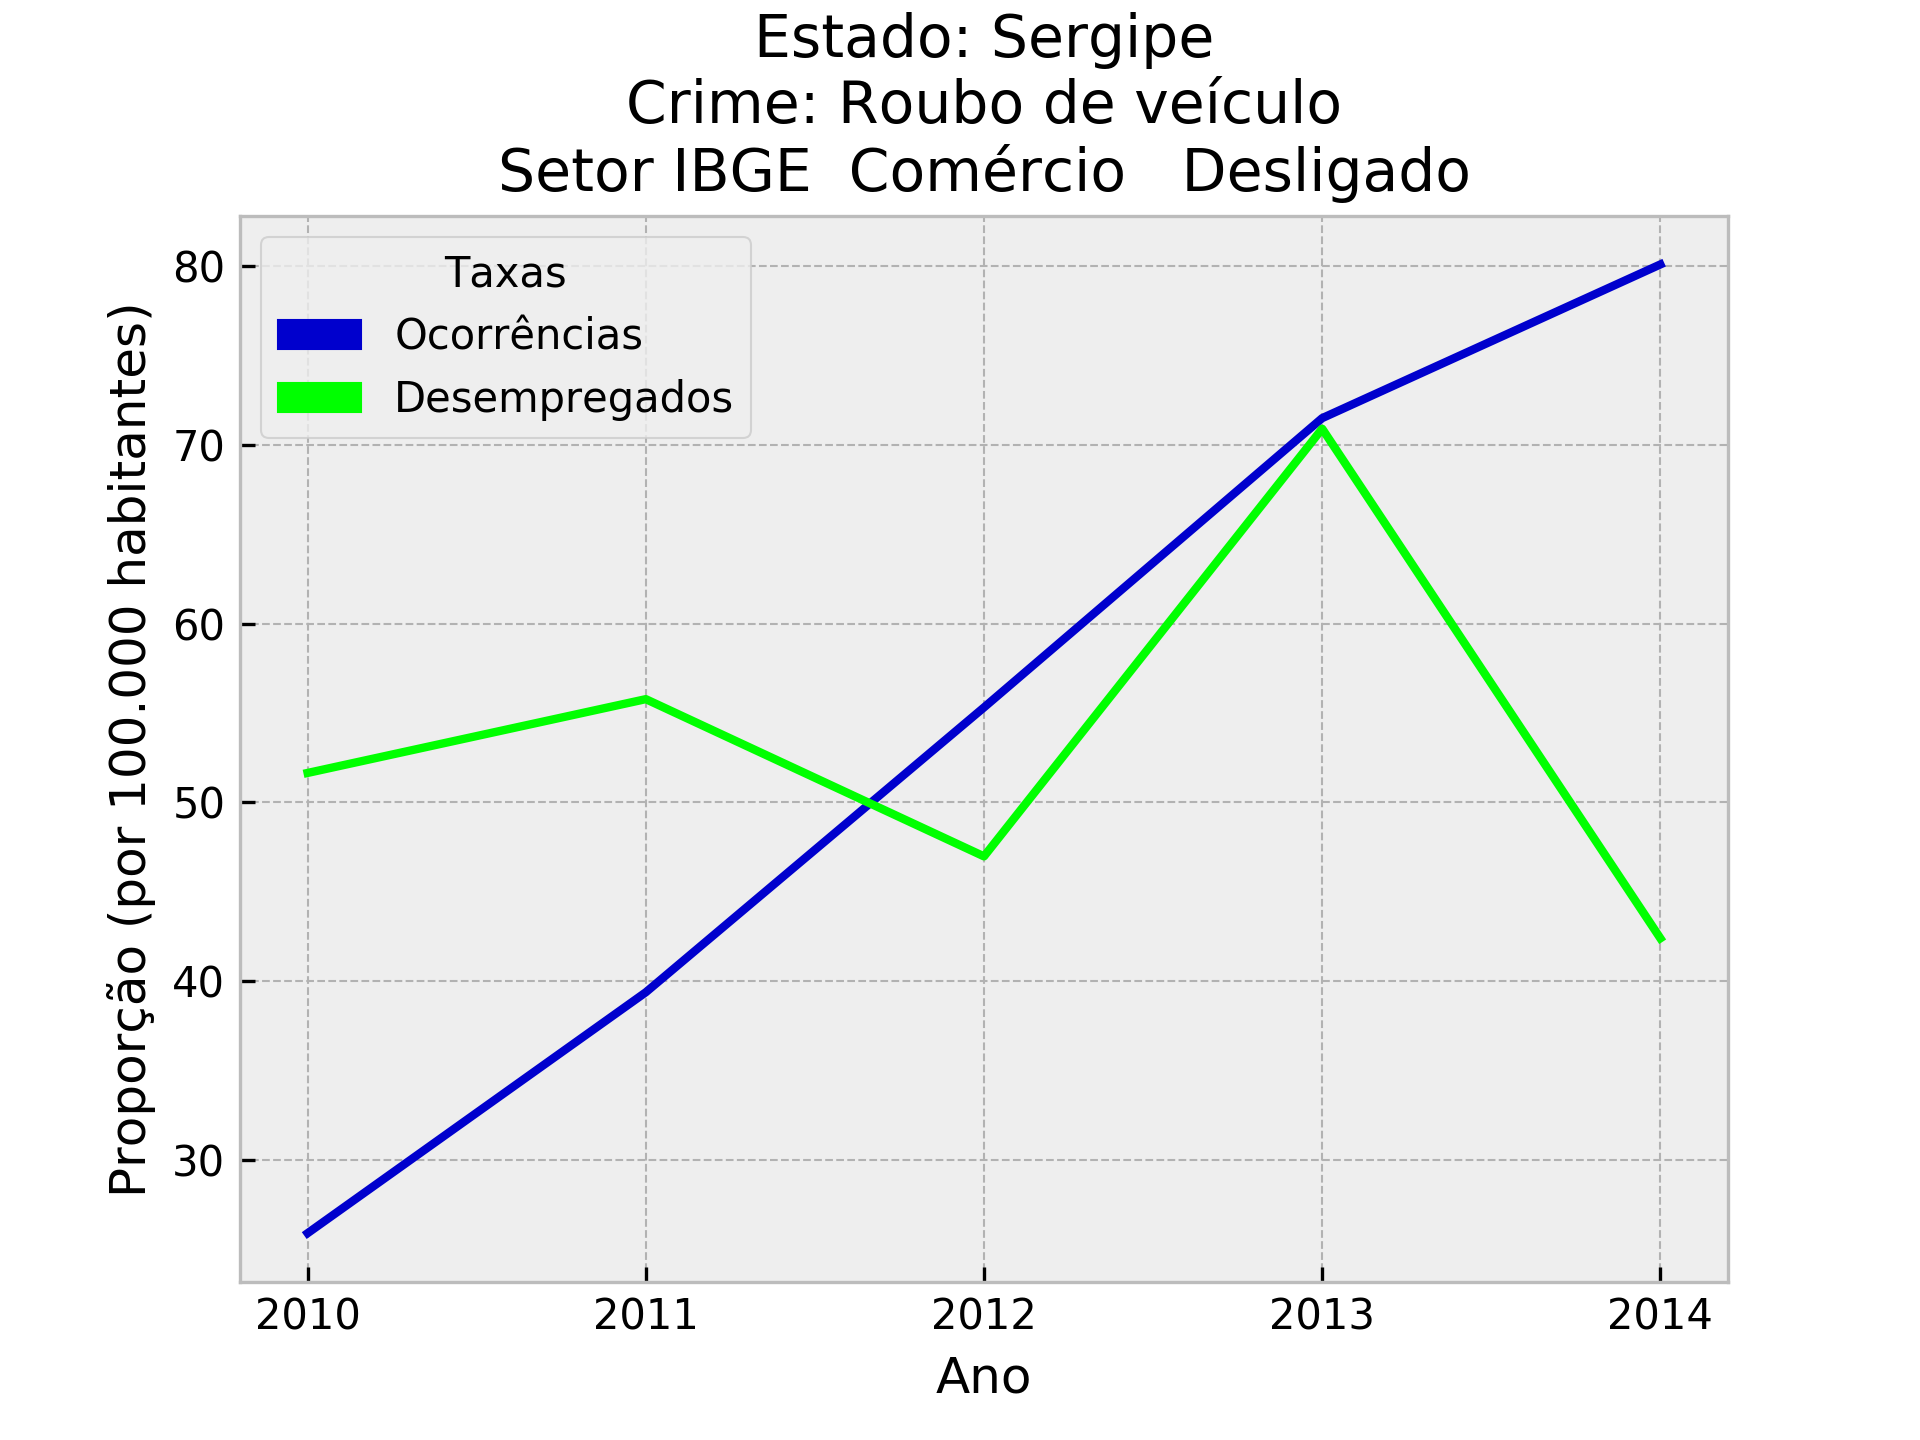 Estado: Sergipe
Crime: Roubo de veículo
Setor IBGE  Comércio   Desligado
Taxas
Ocorrências
Desempregados
Proporção (por 100.000 habitantes)
80
70
60
50
40
30
2010 2011 2012 2013 2014
Ano